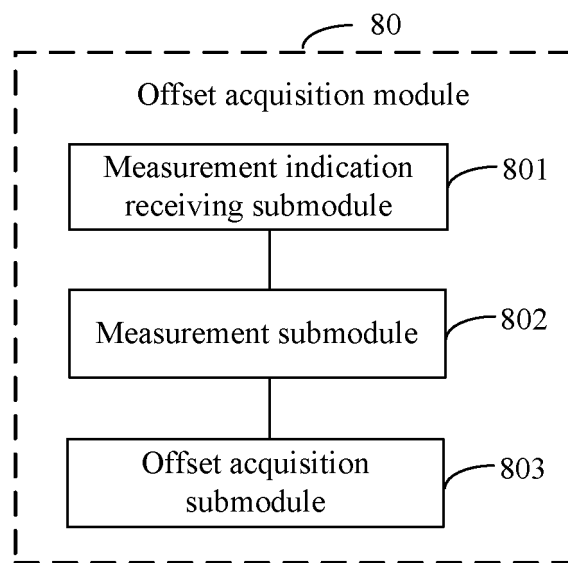 80
Offset acquisition module
Measurement indication
receiving submodule
801
Measurement submodule
802
Offset acquisition
submodule
803